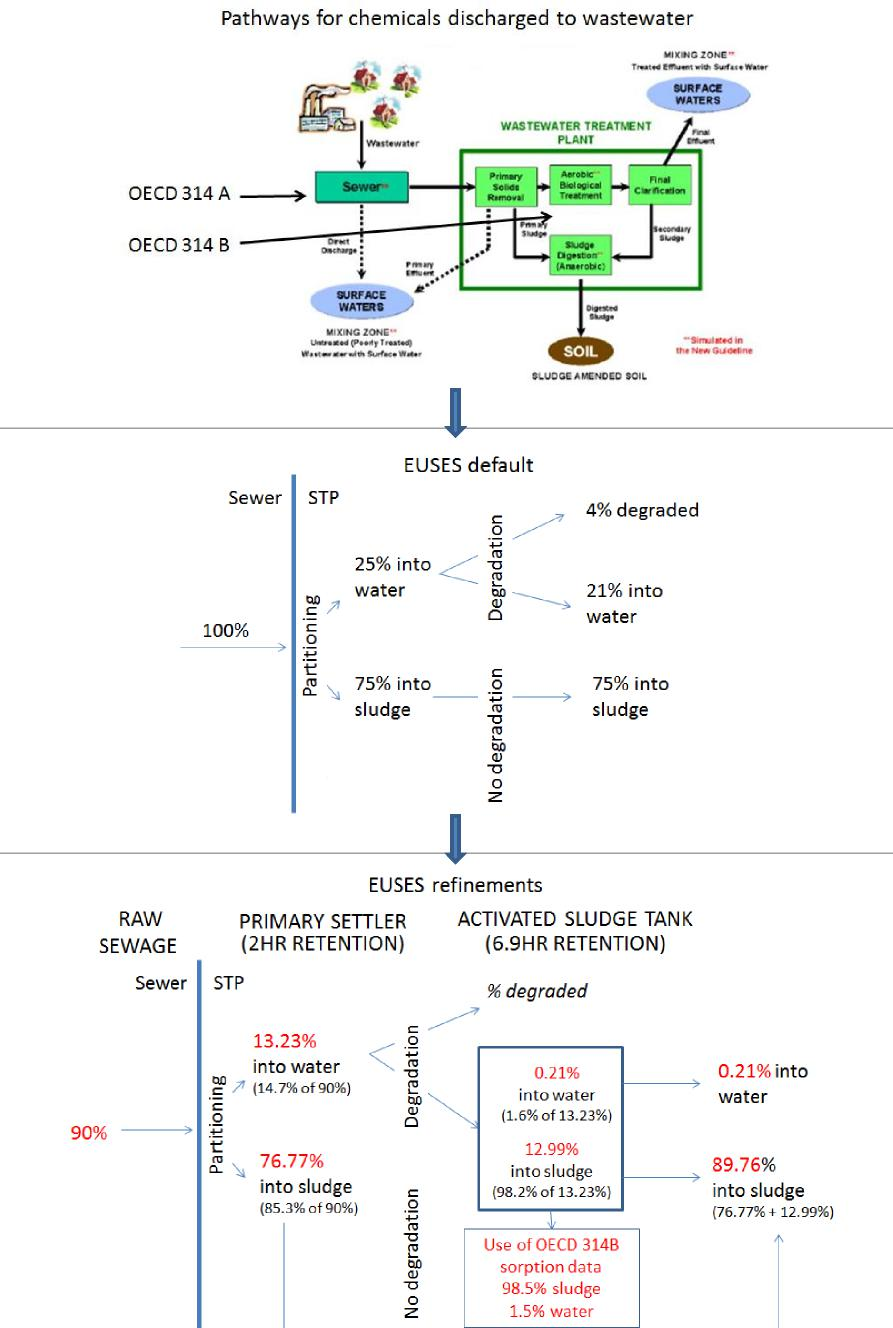 Pathways for chemicals discharged to wastewater
MIXING ZONE**
Treated Effluent with Surface Water
SURFACE
WATERS
WASTEWATER TREATMENT
PLANT
Final
Effluent
Wastewater
OECD 314 A
Sewer**
Primary
Solids
Removal
Aerobic**
Biological
Treatment
Final
Clarification
OECD 314 B
Direct
Discharge
Primary
Sludge
Secondary
Sludge
Sludge
Digestion**
(Anaerobic)
Primary
Effluent
SURFACE
WATERS
Digested
Sludge
MIXING ZONE**
Untreated (Poorly Treated)
Wastewater with Surface Water
SOIL
**Simulated in
the New Guideline
SLUDGE AMENDED SOIL
EUSES default
Sewer
STP
4% degraded
25% into
water
Degradation
21% into
water
100%
Partitioning
75% into
sludge
No degradation
75% into
sludge
EUSES refinements
RAW
SEWAGE
PRIMARY SETTLER
(2HR RETENTION)
ACTIVATED SLUDGE TANK
(6.9HR RETENTION)
Sewer
STP
% degraded
13.23%
into water
(14.7% of 90%)
Degradation
0.21%
into water
(1.6% of 13.23%)
0.21% into
water
90%
Partitioning
76.77%
into sludge
(85.3% of 90%)
12.99%
into sludge
(98.2% of 13.23%)
89.76%
into sludge
(76.77% + 12.99%)
No degradation
Use of OECD 314B
sorption data
98.5% sludge
1.5% water